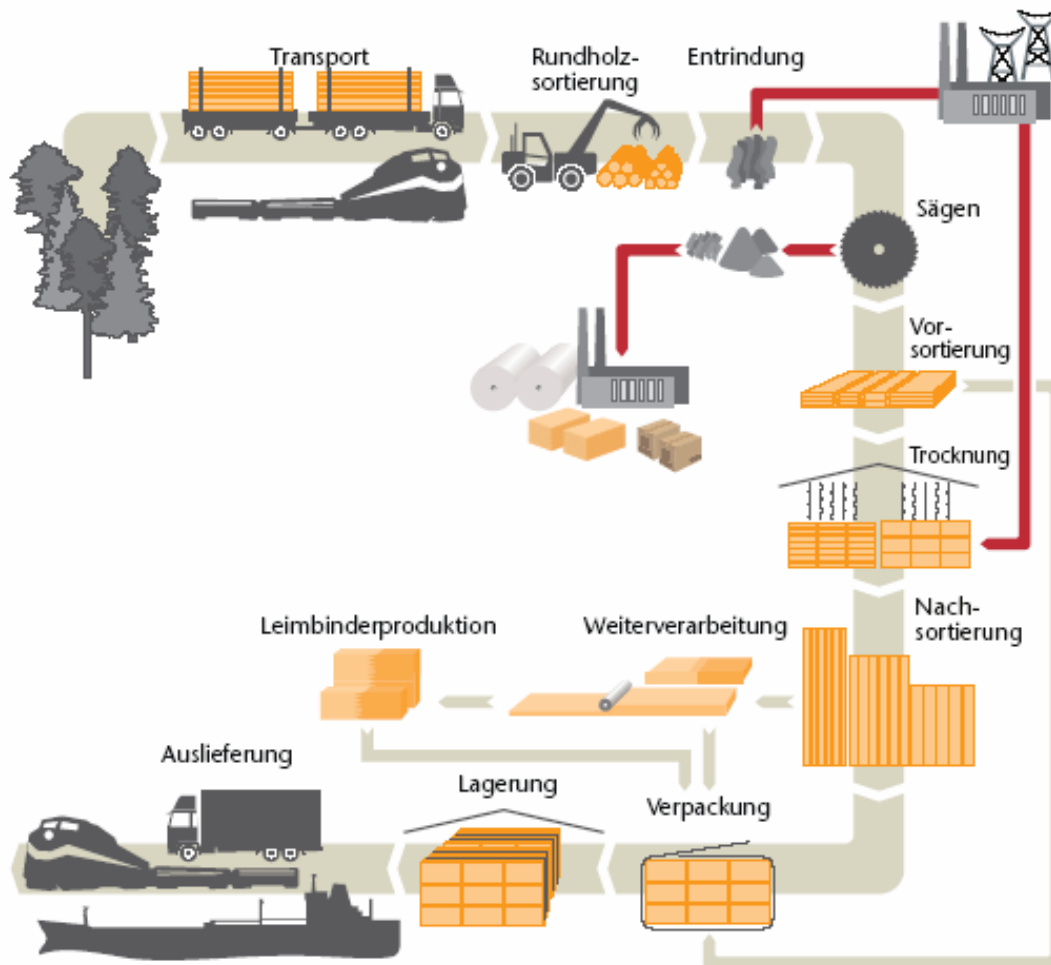 Transport
Rundholz-
sortierung
Entrindung
Sägen
Vor-
sortierung
Trocknung
Nach-
sortierung
Weiterverarbeitung
Leimbinderproduktion
Verpackung
Lagerung
Auslieferung